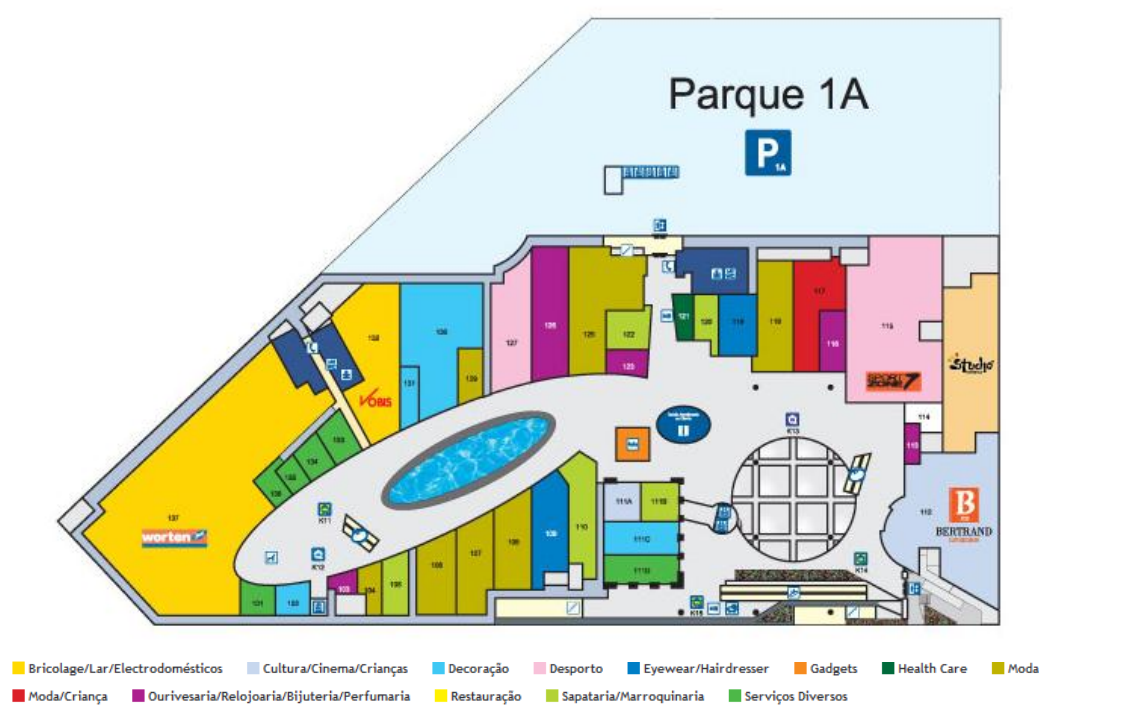 Parque 1A
P
1A
117
121
120
119
118
116
115
126
125
122
123
127
132
131
129
VOBIS
SPORT ZONE 7
Studio
114
113
133
134
111A
111B
111C
111D
110
109
108
107
106
112
B
BERTRAND
LIVREIROS
137
worten
K11
K12
K13
K14
K15
101
102
103
104
105
Bricolage/Lar/Electrodomésticos
Cultura/Cinema/Crianças
Decoração
Desporto
Eyewear/Hairdresser
Gadgets
Health Care
Moda
Moda/Criança
Ourivesaria/Relojoaria/Bijuteria/Perfumaria
Restauração
Sapataria/Marroquinaria
Serviços Diversos